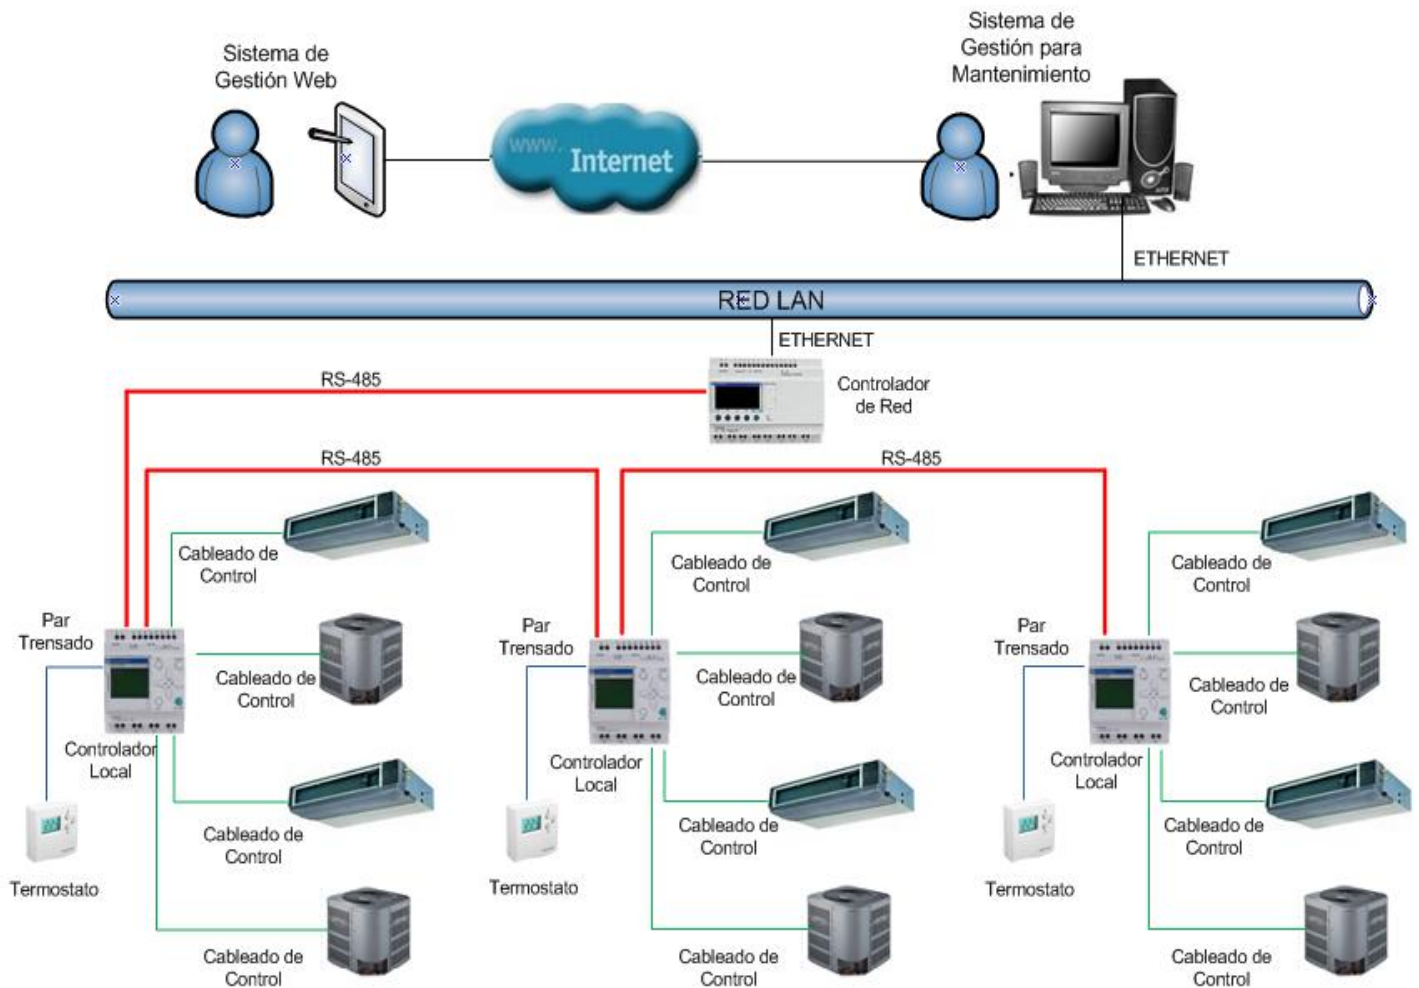 Sistema de
Gestión Web
Sistema de
Gestión para
Mantenimiento
www.
Internet
ETHERNET
RED LAN
ETHERNET
RS-485
Controlador
de Red
RS-485
RS-485
Cableado de
Control
Cableado de
Control
Cableado de
Control
Par
Trensado
Par
Trensado
Par
Trensado
Cableado de
Control
Cableado de
Control
Cableado de
Control
Controlador
Local
Controlador
Local
Controlador
Local
Cableado de
Control
Cableado de
Control
Cableado de
Control
Termostato
Termostato
Termostato
Cableado de
Control
Cableado de
Control
Cableado de
Control